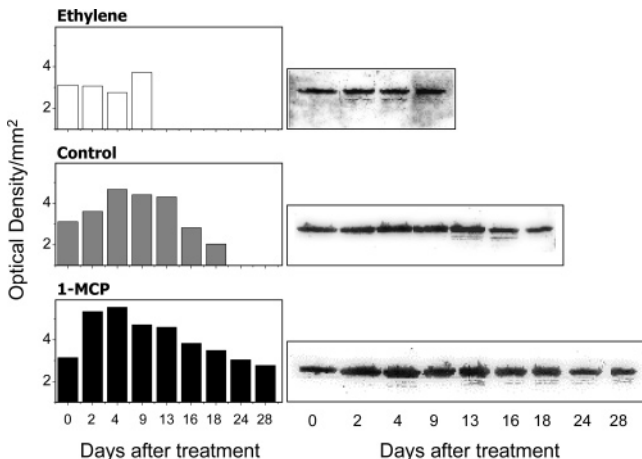 Ethylene
4
2
Control
4
2
Optical Density/mm²
1-MCP
4
2
0 2 4 9 13 16 18 24 28
0 2 4 9 13 16 18 24 28
Days after treatment
Days after treatment